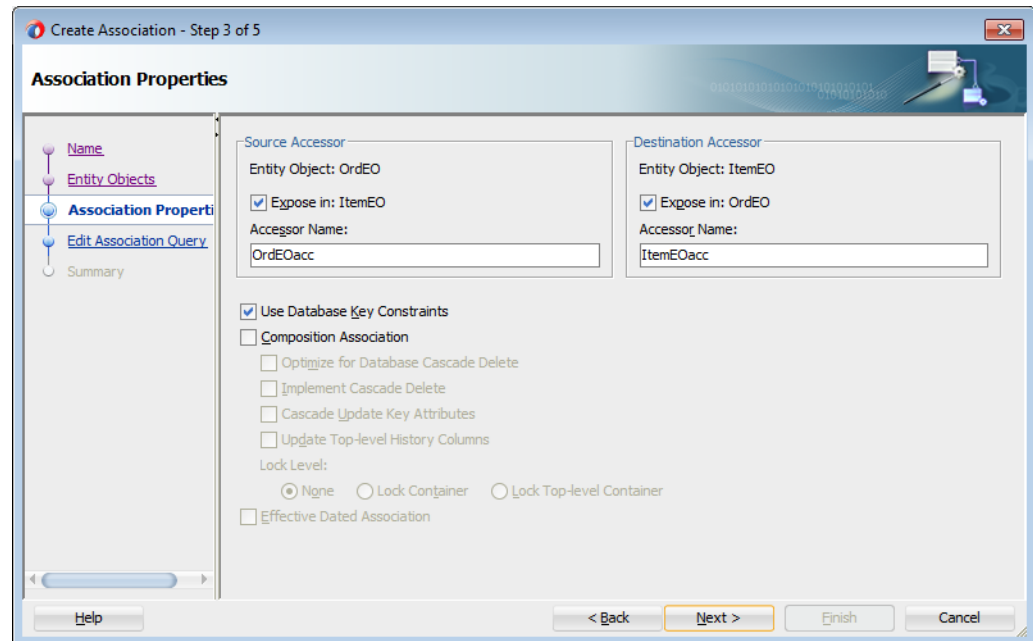 Create Association - Step 3 of 5
Association Properties
Name
Entity Objects
Association Properti
Edit Association Query
Summary
Source Accessor
Entity Object: OrdEO
Expose in: ItemEO
Accessor Name:
OrdEOacc
Destination Accessor
Entity Object: ItemEO
Expose in: OrdEO
Accessor Name:
ItemEOacc
Use Database Key Constraints
Composition Association
Optimize for Database Cascade Delete
Implement Cascade Delete
Cascade Update Key Attributes
Update Top-level History Columns
Lock Level:
None Lock Container Lock Top-level Container
Effective Dated Association
Help < Back Next > Finish Cancel